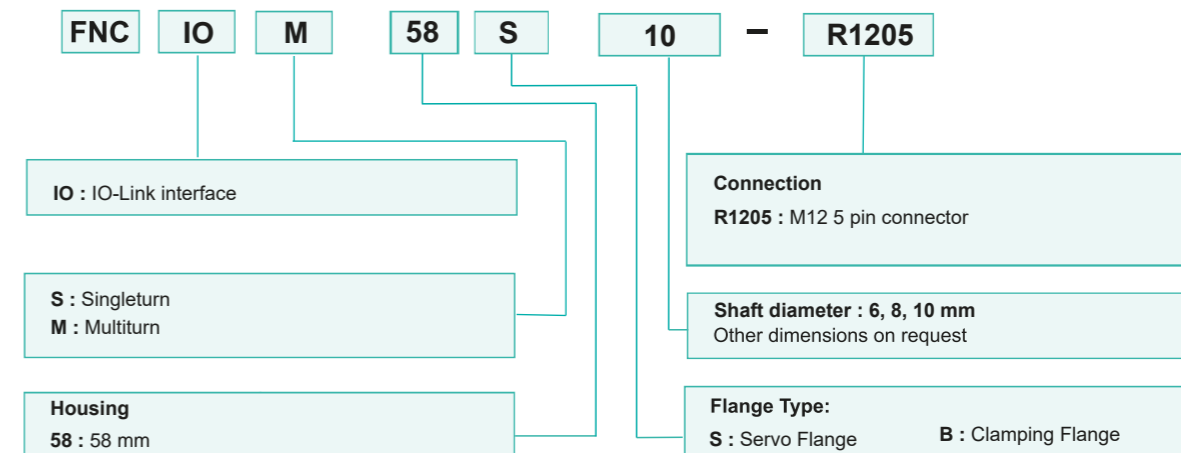 FNC IO M 58 S 10 – R1205
IO : IO-Link interface
S : Singleturn
M : Multiturn
Housing
58 : 58 mm
Connection
R1205 : M12 5 pin connector
Shaft diameter : 6, 8, 10 mm
Other dimensions on request
Flange Type:
S : Servo Flange B : Clamping Flange